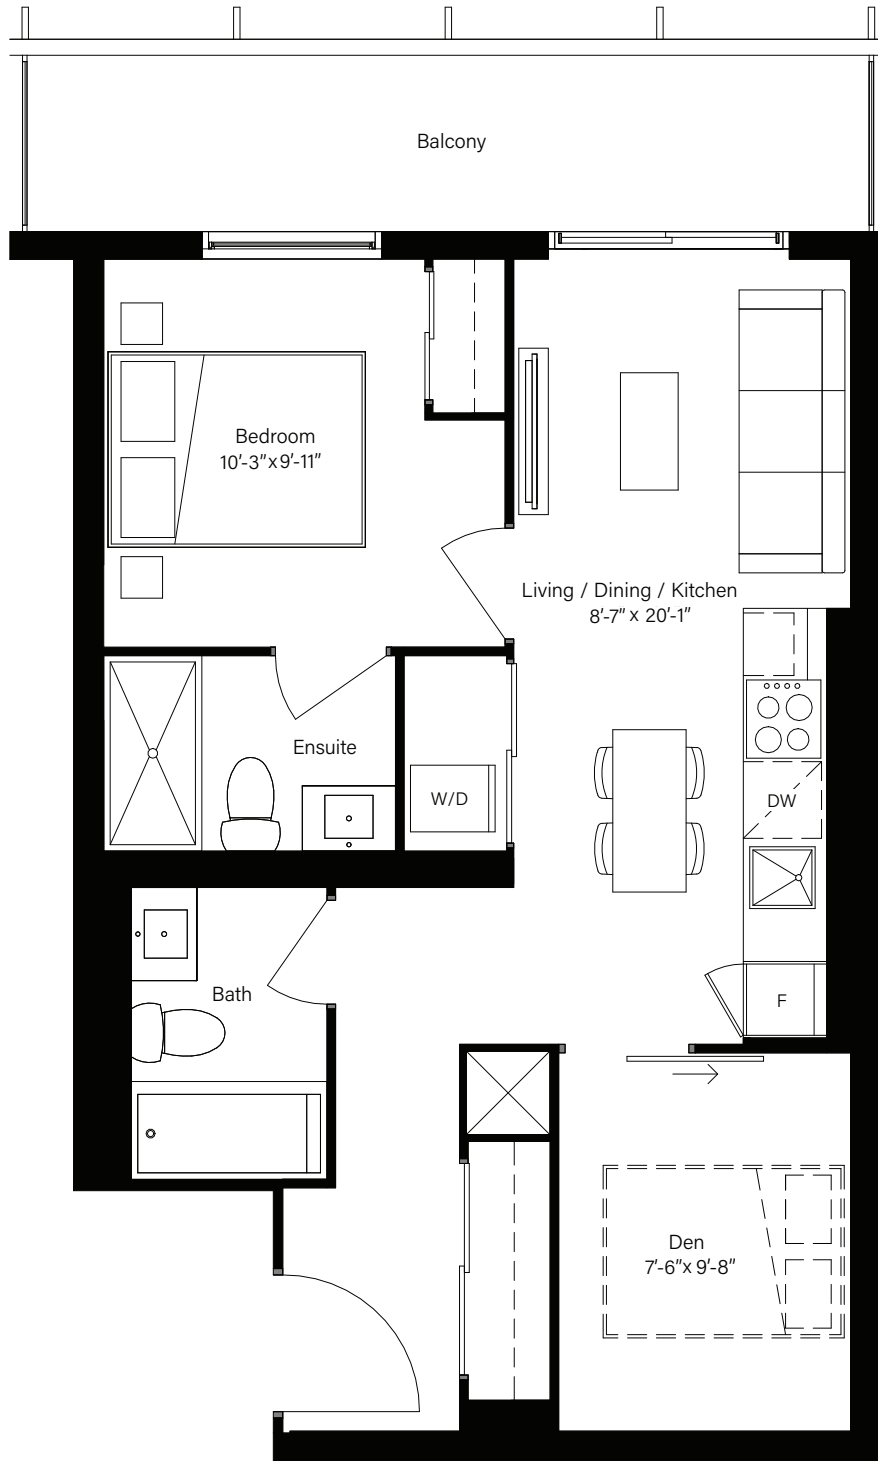 Balcony
Bedroom
10'-3" x 9'-11"
Living / Dining / Kitchen
8'-7" x 20'-1"
Ensuite
W/D
DW
Bath
F
Den
7'-6" x 9'-8"